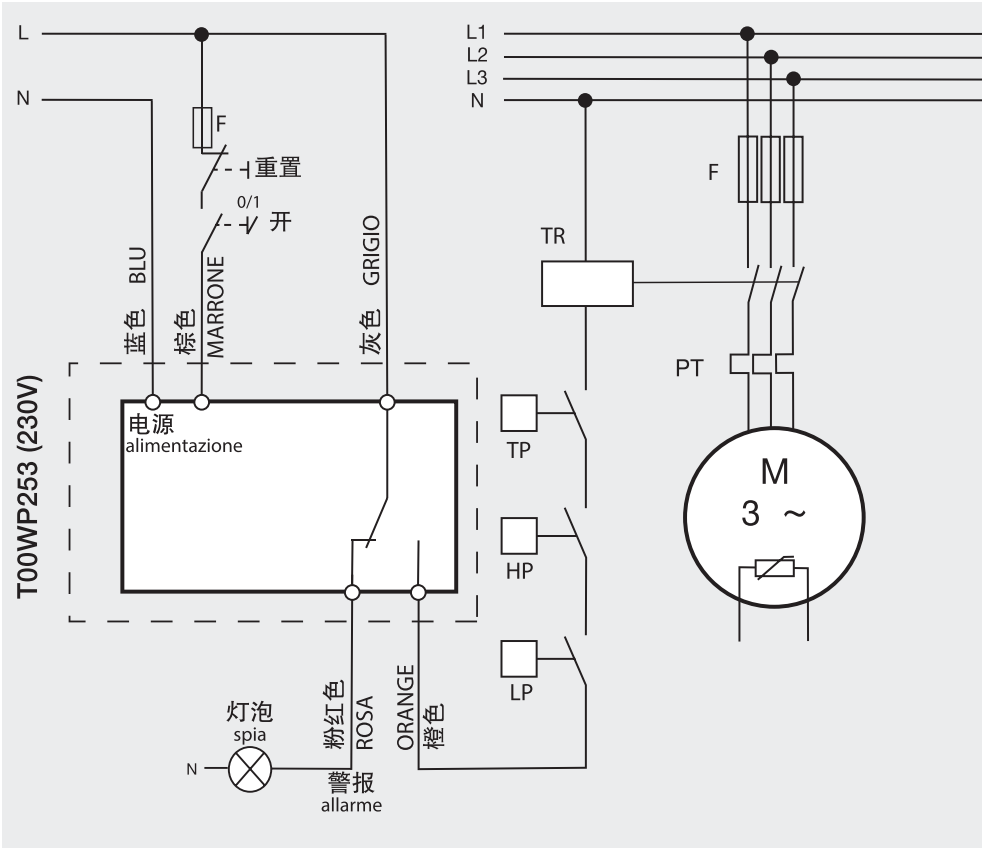 L
N
F
重置
0/1
开
蓝色 BLU
棕色
MARRONE
灰色 GRIGIO
T00WP253 (230V)
电源
alimentazione
粉红色
ROSA
ORANGE
橙色
灯泡
spia
N
警报
allarme
L1
L2
L3
N
F
TR
PT
TP
HP
LP
M
3 ~